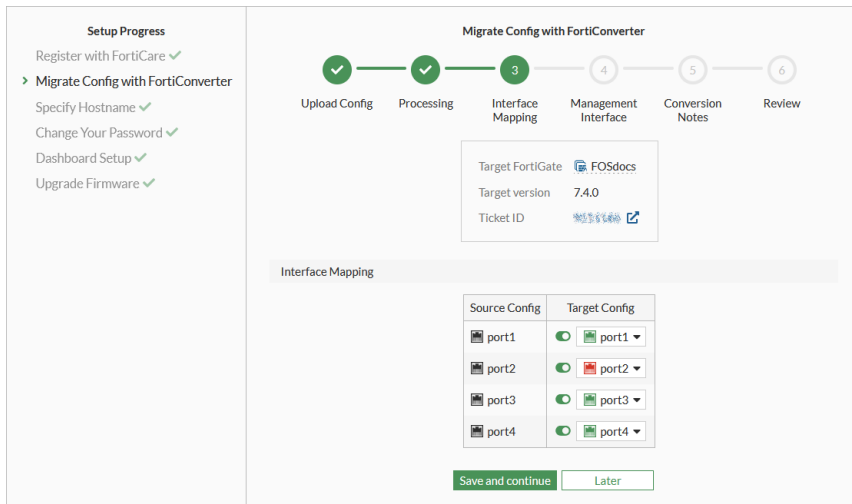 Setup Progress
Register with FortiCare
Migrate Config with FortiConverter
Specify Hostname
Change Your Password
Dashboard Setup
Upgrade Firmware
Migrate Config with FortiConverter
3
4
5
6
Upload Config
Processing
Interface Mapping
Management Interface
Conversion Notes
Review
Target FortiGate FOSdocs
Target version 7.4.0
Ticket ID
Interface Mapping
Source Config Target Config
port1 port1
port2 port2
port3 port3
port4 port4
Save and continue Later